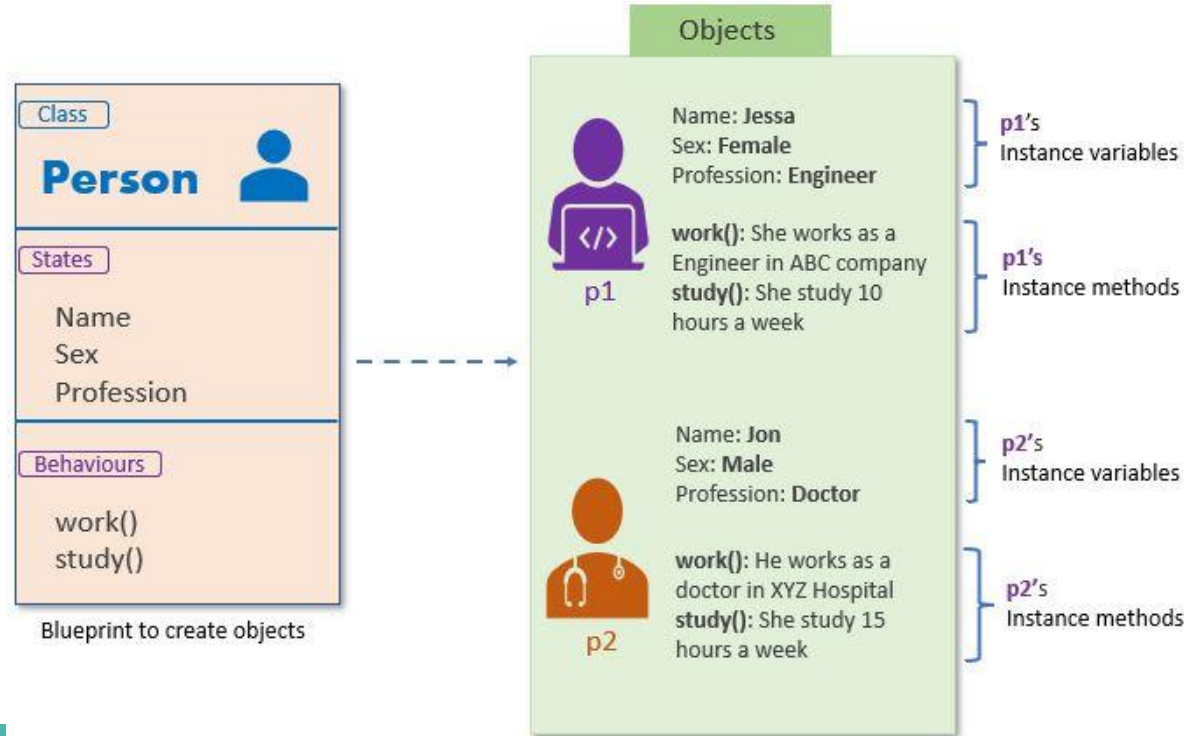 Class
Person
States
Name
Sex
Profession
Behaviours
work()
study()
Blueprint to create objects
Objects
Name: Jessa
Sex: Female
Profession: Engineer
work(): She works as a
Engineer in ABC company
study(): She study 10
hours a week
</>
p1
p1's
Instance variables
p1's
Instance methods
Name: Jon
Sex: Male
Profession: Doctor
work(): He works as a
doctor in XYZ Hospital
study(): She study 15
hours a week
p2
p2's
Instance variables
p2's
Instance methods